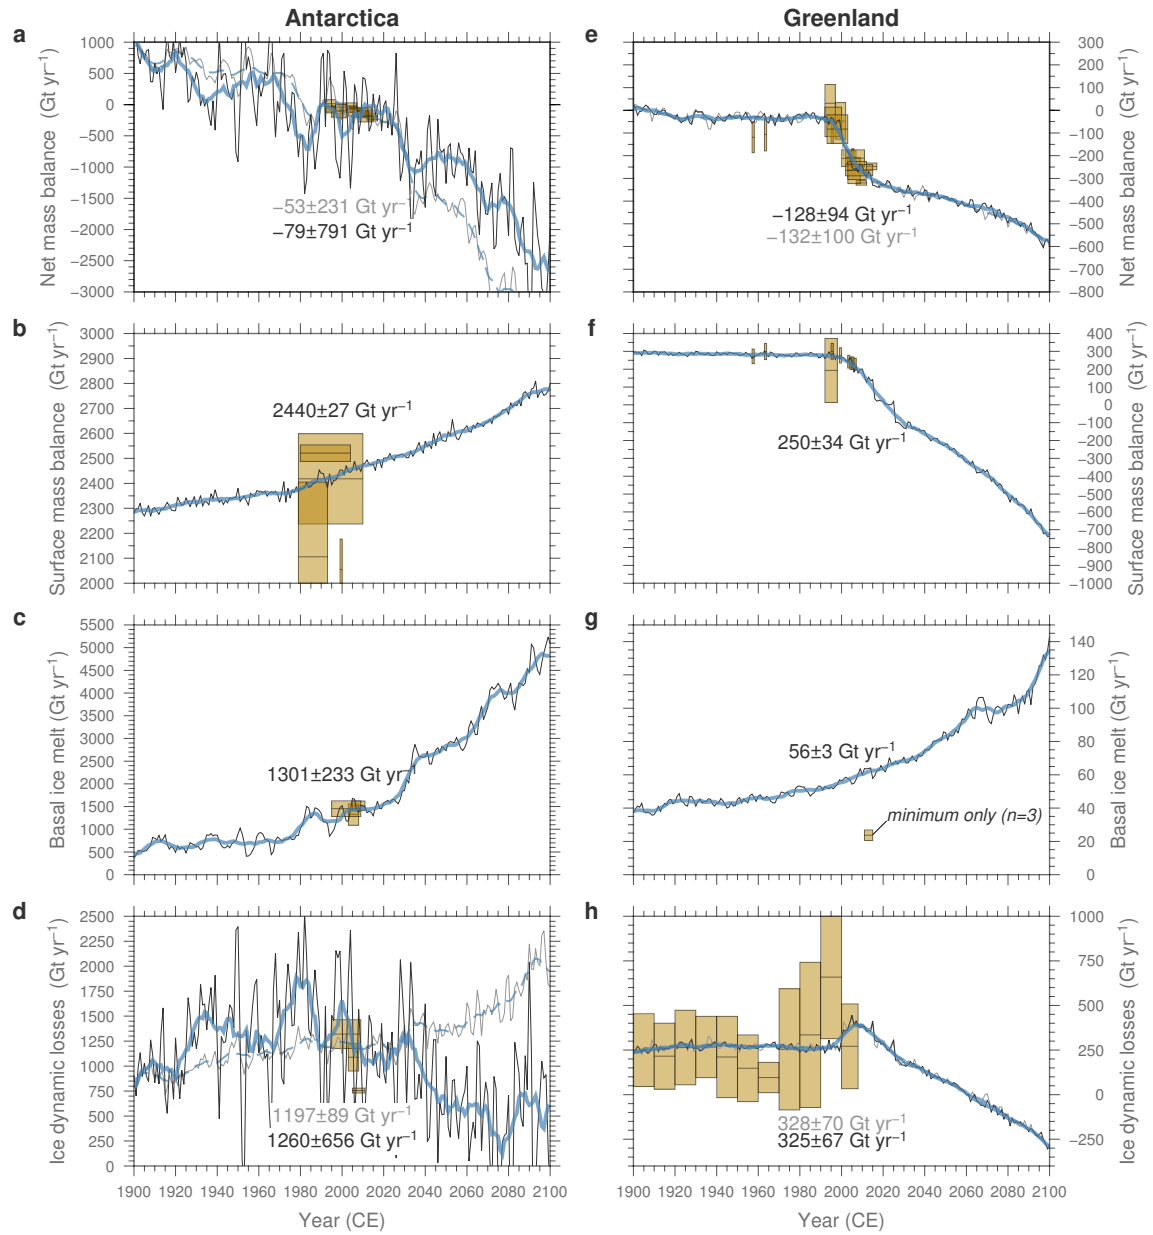 Antarctica
Greenland
a
1000
500
0
−500
−1000
−1500
−2000
−2500
−3000
Net mass balance (Gt yr⁻¹)
−53±231 Gt yr⁻¹
−79±791 Gt yr⁻¹
e
300
200
100
0
−100
−200
−300
−400
−500
−600
−700
−800
Net mass balance (Gt yr⁻¹)
−128±94 Gt yr⁻¹
−132±100 Gt yr⁻¹
b
3000
2900
2800
2700
2600
2500
2400
2300
2200
2100
2000
Surface mass balance (Gt yr⁻¹)
2440±27 Gt yr⁻¹
f
400
300
200
100
0
−100
−200
−300
−400
−500
−600
−700
−800
−900
−1000
Surface mass balance (Gt yr⁻¹)
250±34 Gt yr⁻¹
c
5500
5000
4500
4000
3500
3000
2500
2000
1500
1000
500
0
Basal ice melt (Gt yr⁻¹)
1301±233 Gt yr⁻¹
g
140
120
100
80
60
40
20
0
Basal ice melt (Gt yr⁻¹)
56±3 Gt yr⁻¹
minimum only (n=3)
d
2500
2250
2000
1750
1500
1250
1000
750
500
250
0
Ice dynamic losses (Gt yr⁻¹)
1197±89 Gt yr⁻¹
1260±656 Gt yr⁻¹
1900 1920 1940 1960 1980 2000 2020 2040 2060 2080 2100
Year (CE)
h
1000
750
500
250
0
−250
Ice dynamic losses (Gt yr⁻¹)
328±70 Gt yr⁻¹
325±67 Gt yr⁻¹
1900 1920 1940 1960 1980 2000 2020 2040 2060 2080 2100
Year (CE)